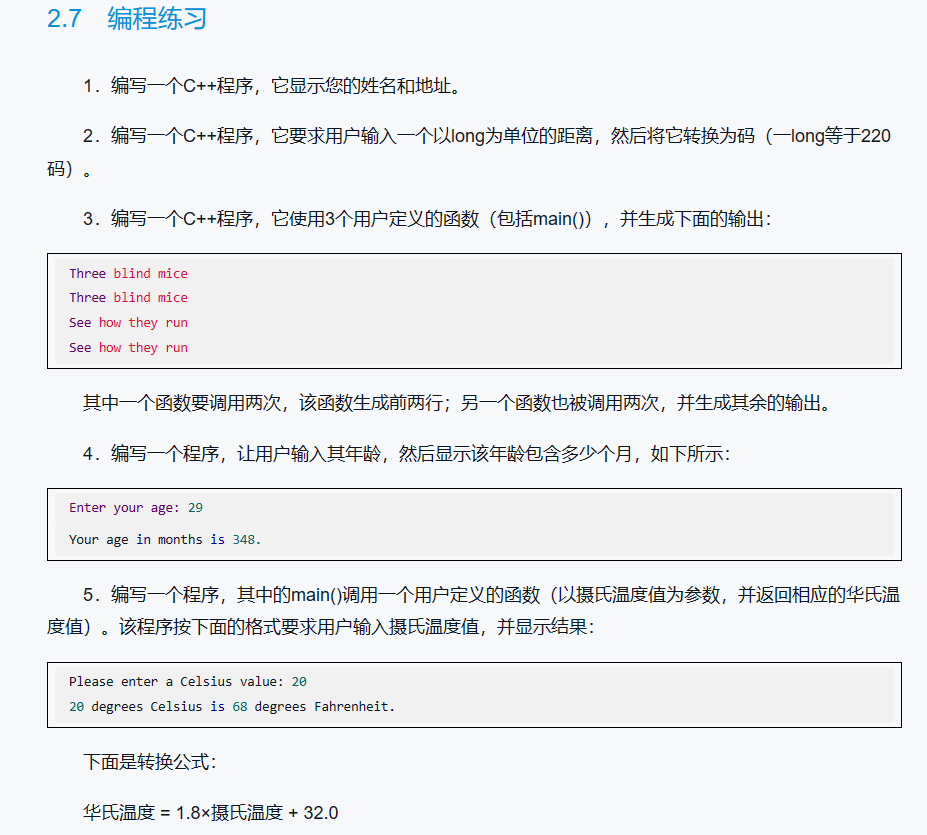 2.7 编程练习
1．编写一个C++程序，它显示您的姓名和地址。
2．编写一个C++程序，它要求用户输入一个以long为单位的距离，然后将它转换为码（一long等于220
码）。
3．编写一个C++程序，它使用3个用户定义的函数（包括main()），并生成下面的输出：
Three blind mice
Three blind mice
See how they run
See how they run
其中一个函数要调用两次，该函数生成前两行；另一个函数也被调用两次，并生成其余的输出。
4．编写一个程序，让用户输入其年龄，然后显示该年龄包含多少个月，如下所示：
Enter your age: 29
Your age in months is 348.
5．编写一个程序，其中的main()调用一个用户定义的函数（以摄氏温度值为参数，并返回相应的华氏温
度值）。该程序按下面的格式要求用户输入摄氏温度值，并显示结果：
Please enter a Celsius value: 20
20 degrees Celsius is 68 degrees Fahrenheit.
下面是转换公式：
华氏温度 = 1.8×摄氏温度 + 32.0